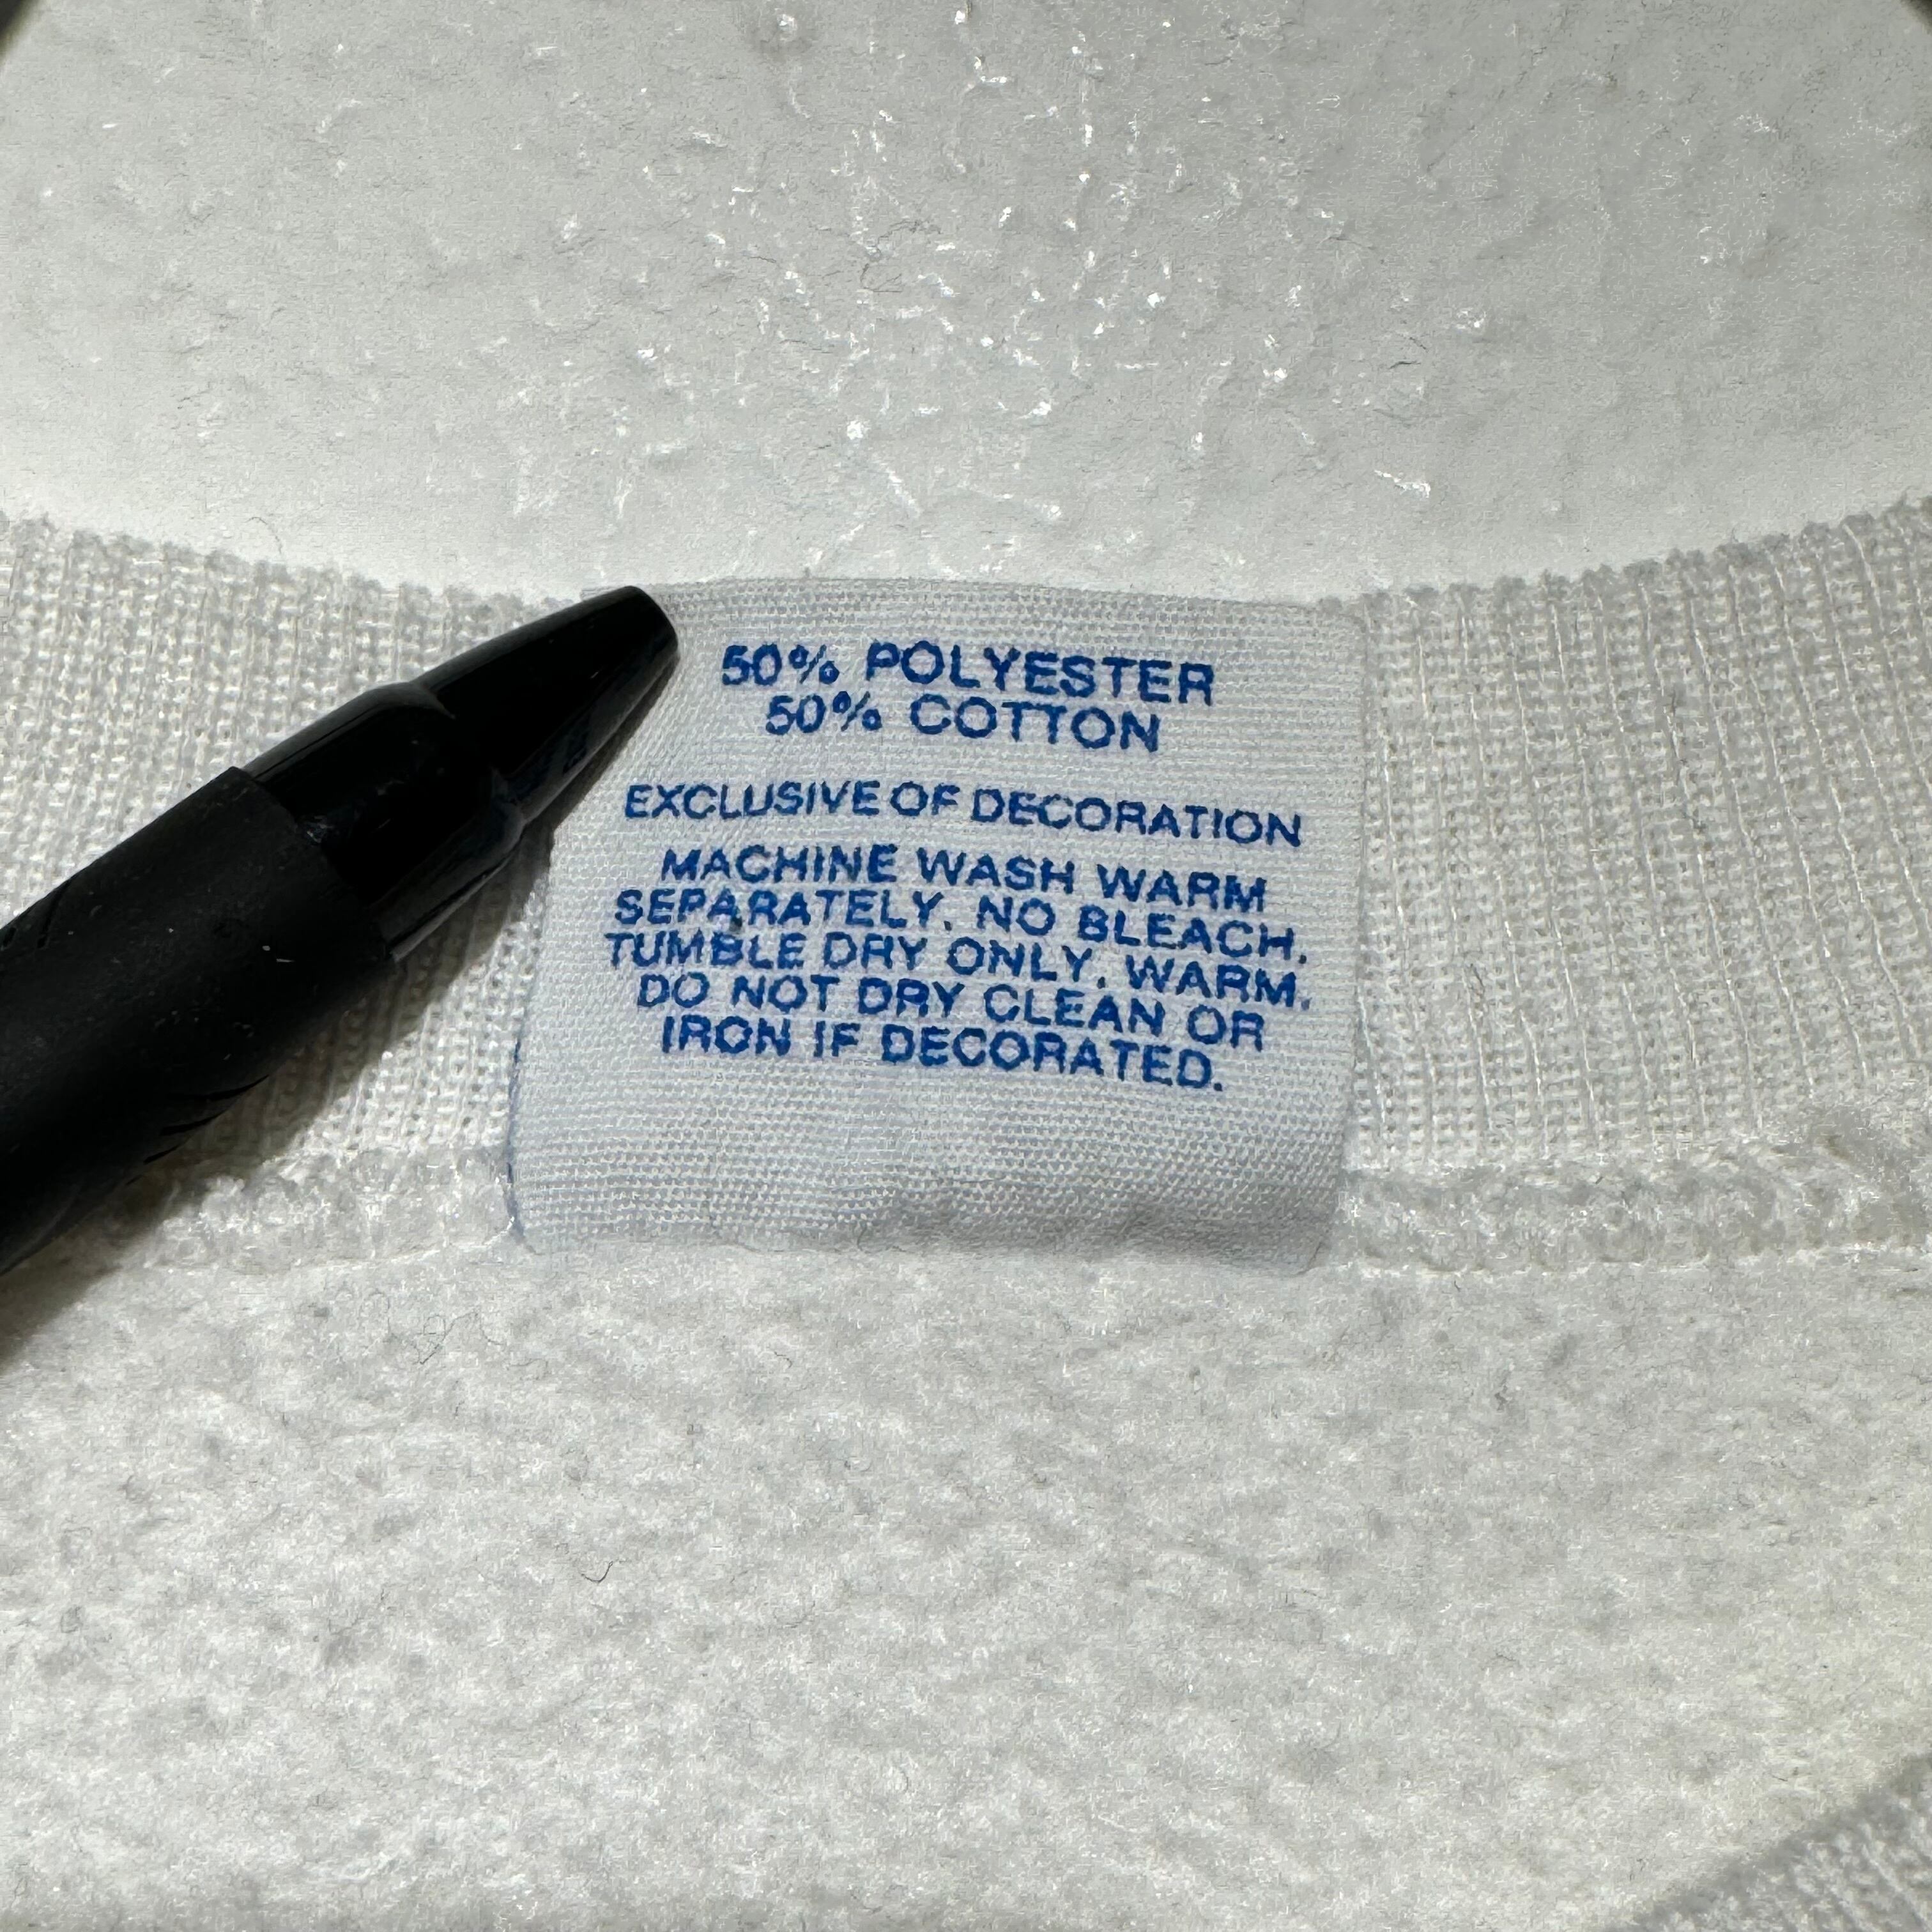 50% POLYESTER
50% COTTON
EXCLUSIVE OF DECORATION
MACHINE WASH WARM
SEPARATELY. NO BLEACH.
TUMBLE DRY ONLY, WARM.
DO NOT DRY CLEAN OR
IRON IF DECORATED.